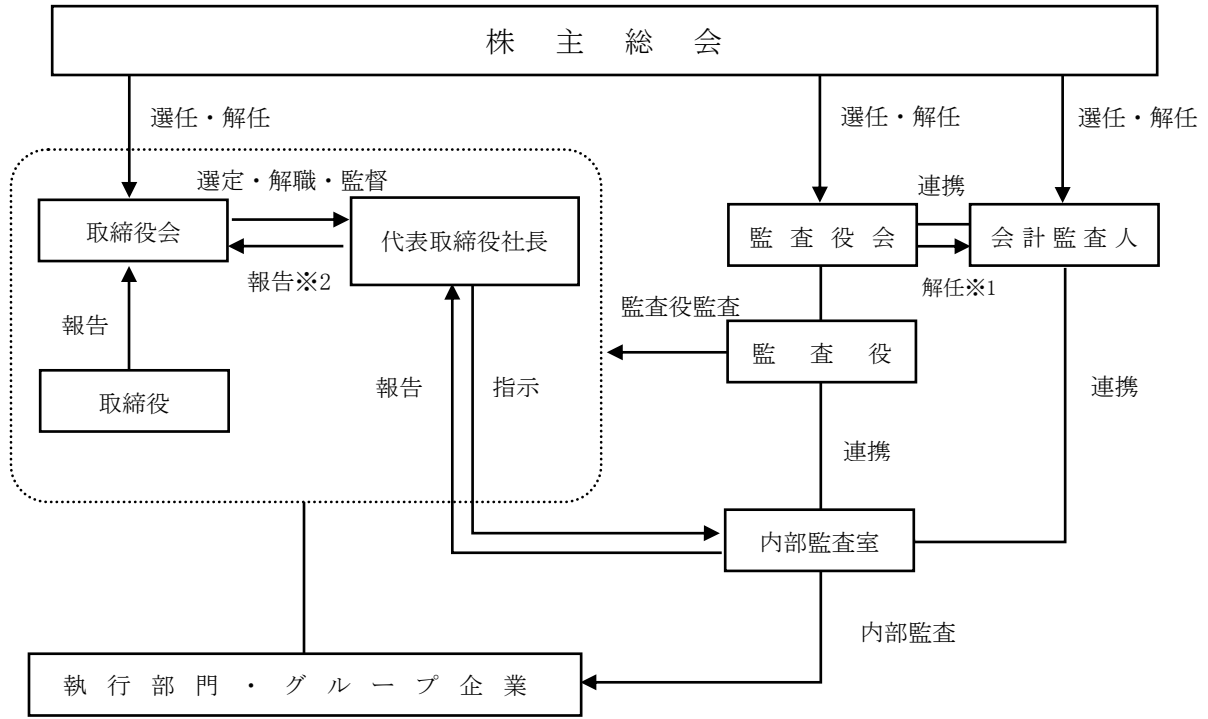 株主総会
選任・解任
選任・解任
選任・解任
選定・解職・監督
連携
取締役会
代表取締役社長
監査役会
会計監査人
報告※2
解任※1
監査役監査
報告
監査役
取締役
報告
指示
連携
連携
内部監査室
内部監査
執行部門・グループ企業